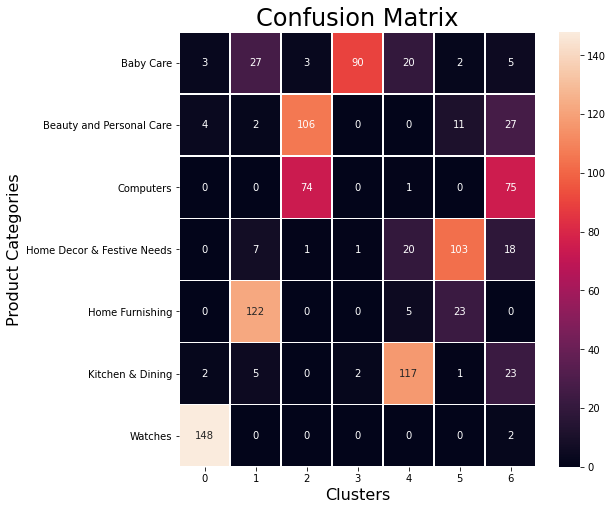 Confusion Matrix
Product Categories
Baby Care 3 27 3 90 20 2 5
Beauty and Personal Care 4 2 106 0 0 11 27
Computers 0 0 74 0 1 0 75
Home Decor & Festive Needs 0 7 1 1 20 103 18
Home Furnishing 0 122 0 0 5 23 0
Kitchen & Dining 2 5 0 2 117 1 23
Watches 148 0 0 0 0 0 2
0 1 2 3 4 5 6
Clusters
140
120
100
80
60
40
20
0